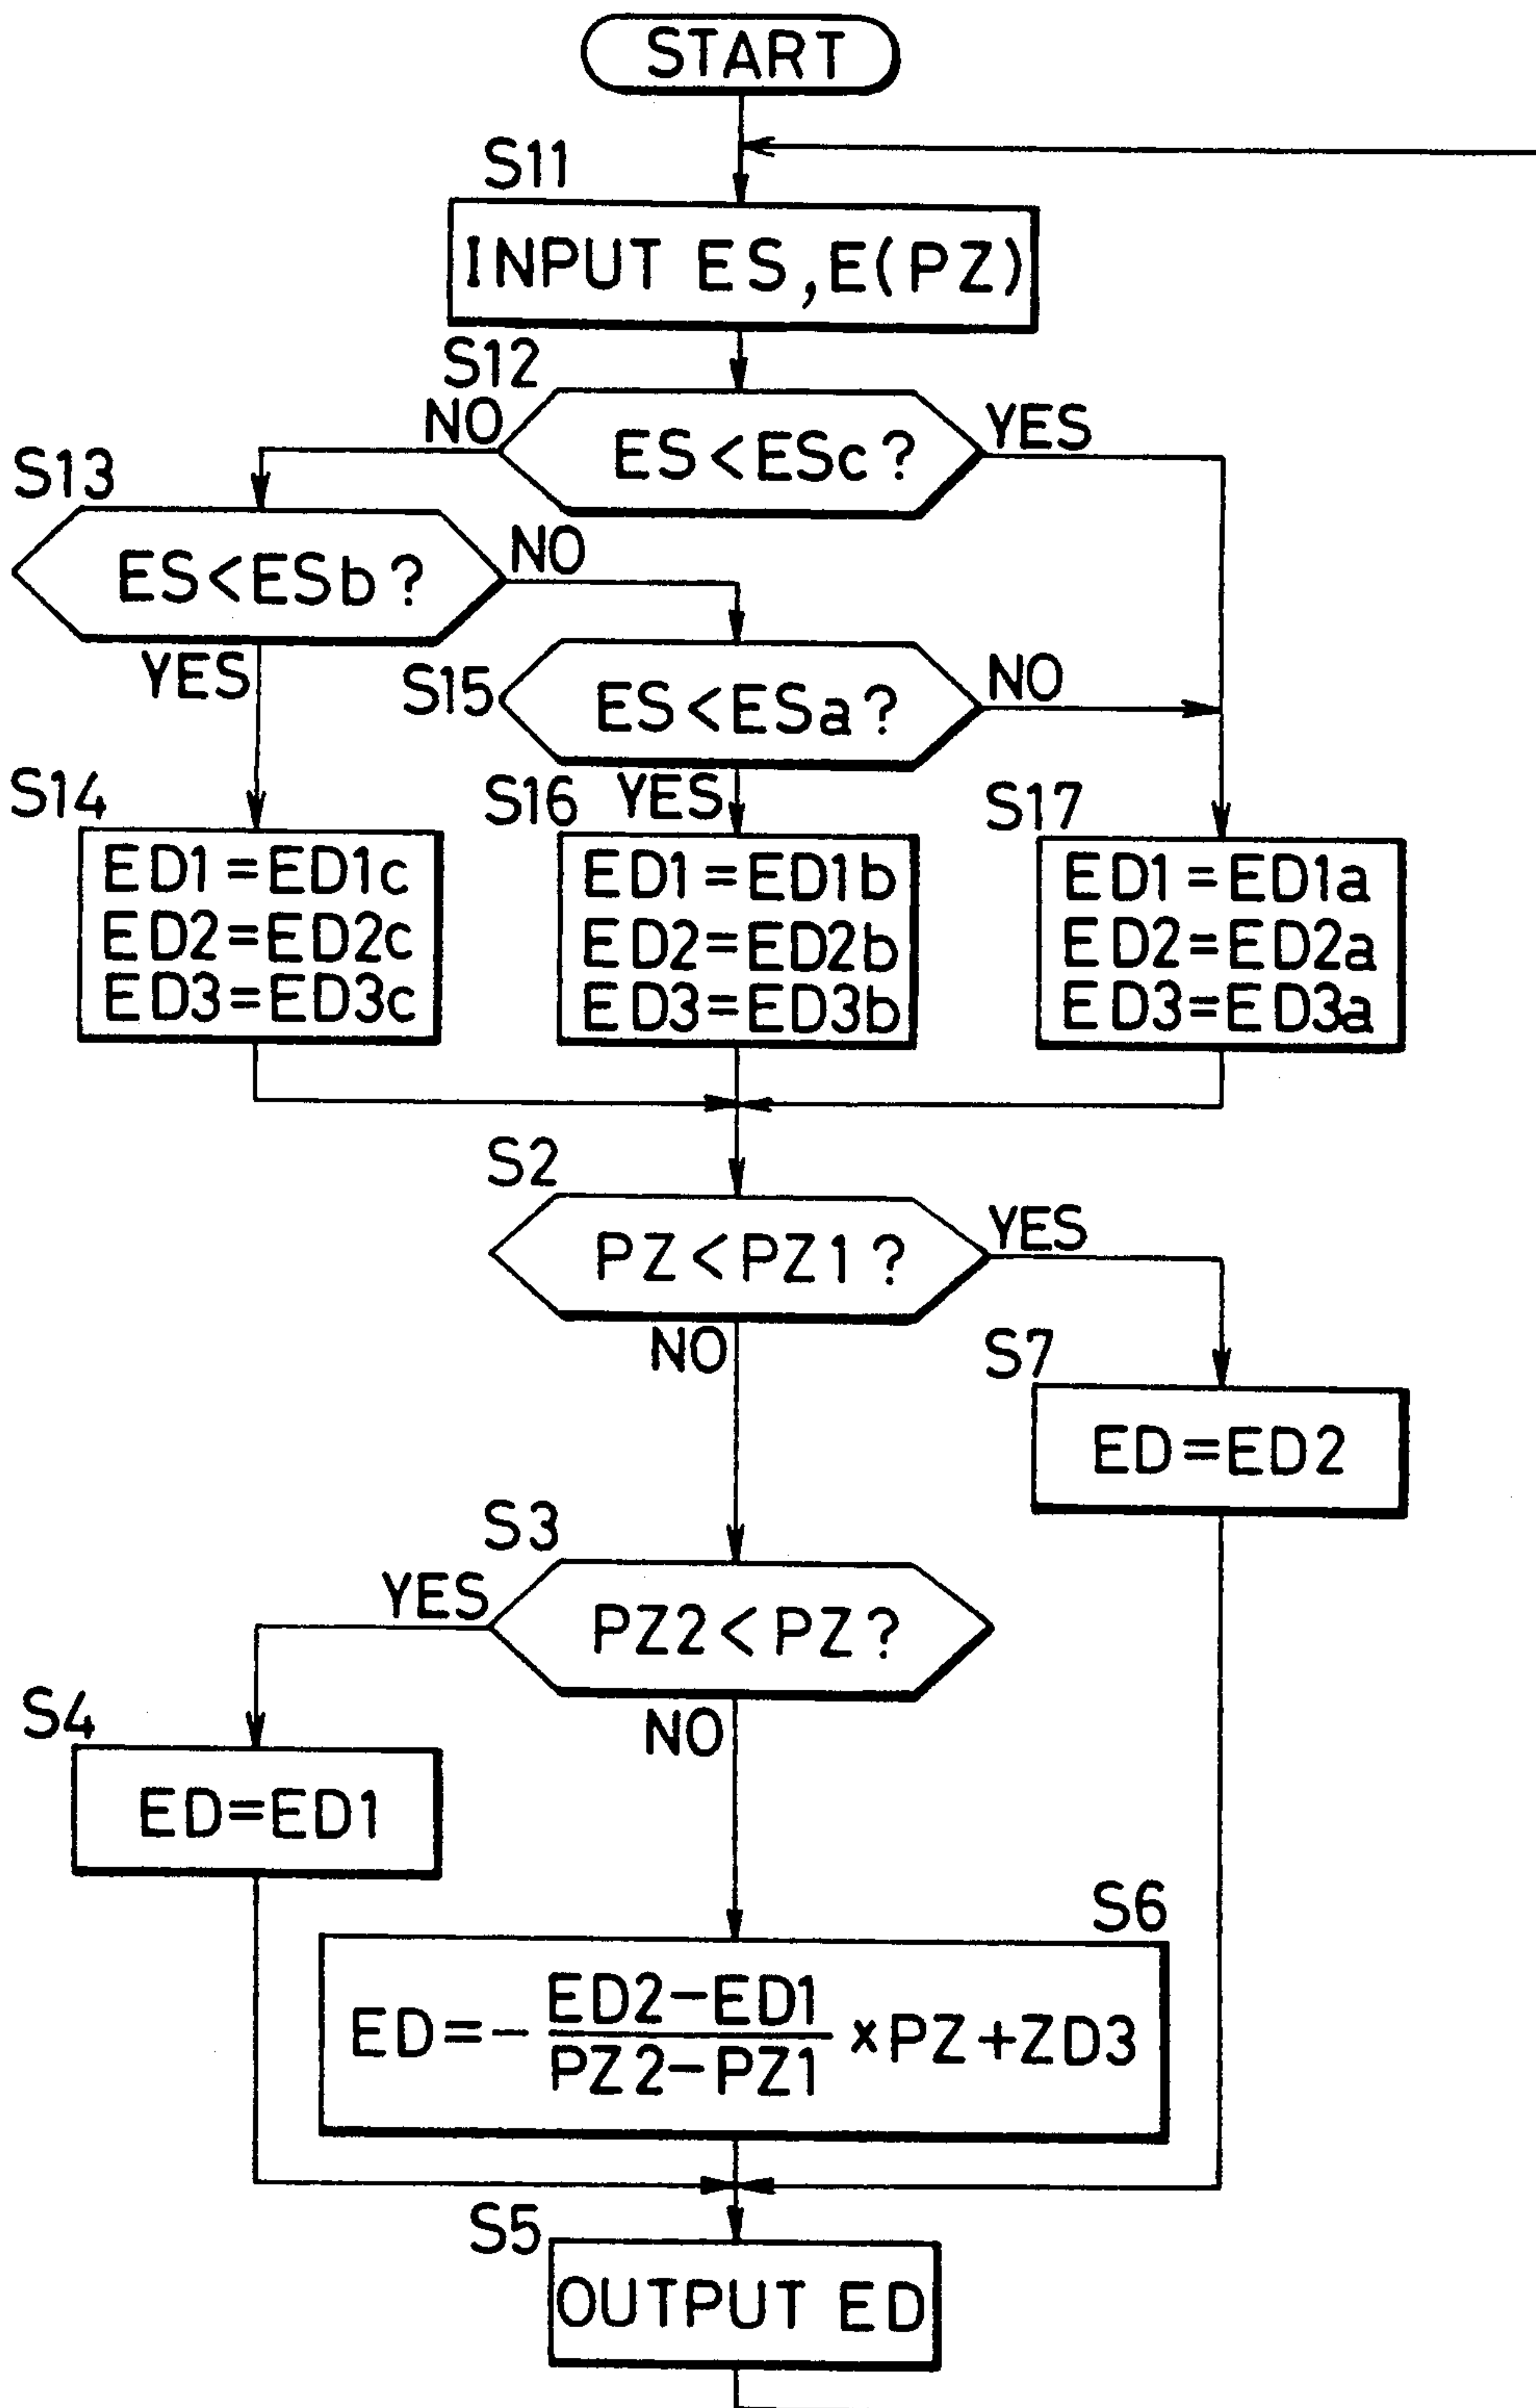 START
S11
INPUT ES,E(PZ)
S12
NO
ES<ESc?
YES
S13
ES<ESb?
NO
YES
S15
ES<ESa?
NO
S14
S16
YES
S17
ED1=ED1c
ED2=ED2c
ED3=ED3c
ED1=ED1b
ED2=ED2b
ED3=ED3b
ED1=ED1a
ED2=ED2a
ED3=ED3a
S2
PZ<PZ1?
YES
NO
S7
ED=ED2
S3
YES
PZ2<PZ?
NO
S4
ED=ED1
S6
ED=-
ED2-ED1
PZ2-PZ1
×PZ+ZD3
S5
OUTPUT ED